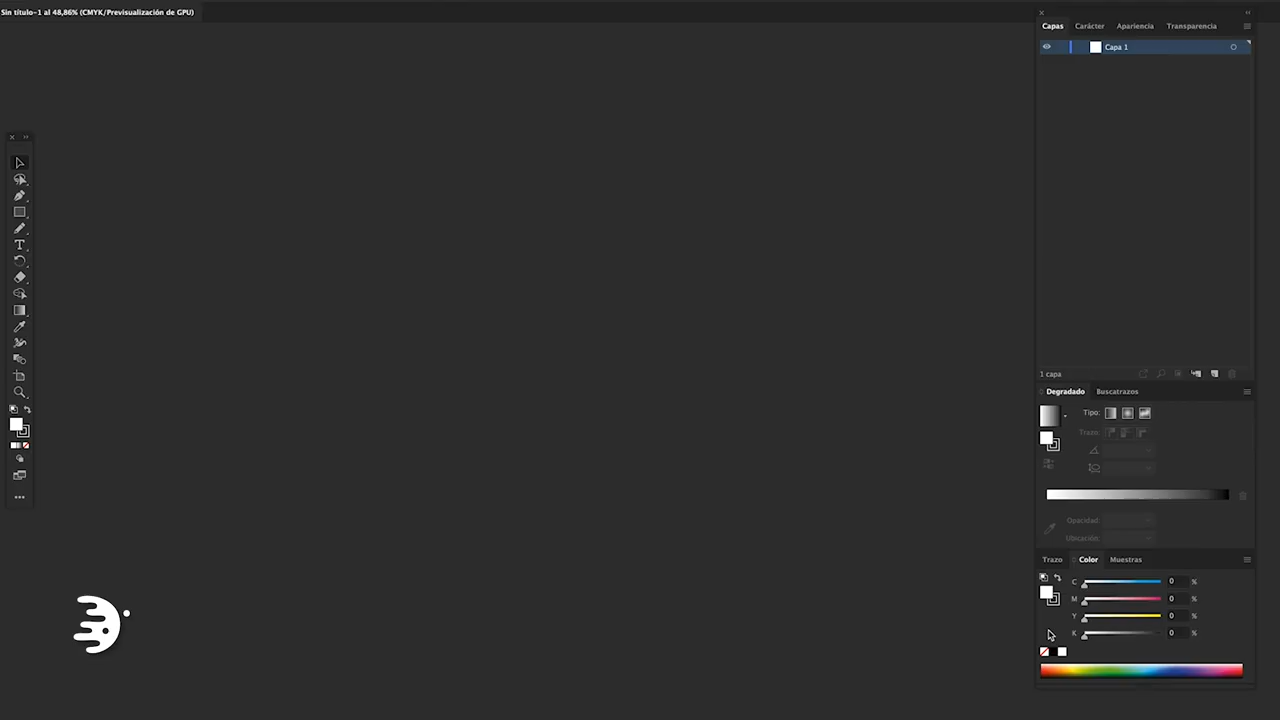 Sin título-1 al 48,86% (CMYK/Previsualización de GPU)
Capas Carácter Apariencia Transparencia
Capa 1
1 capa
Degradado Buscatrazos
Tipo:
Trazo:
Opacidad:
Ubicación:
Trazo Color Muestras
C 0 %
M 0 %
Y 0 %
K 0 %